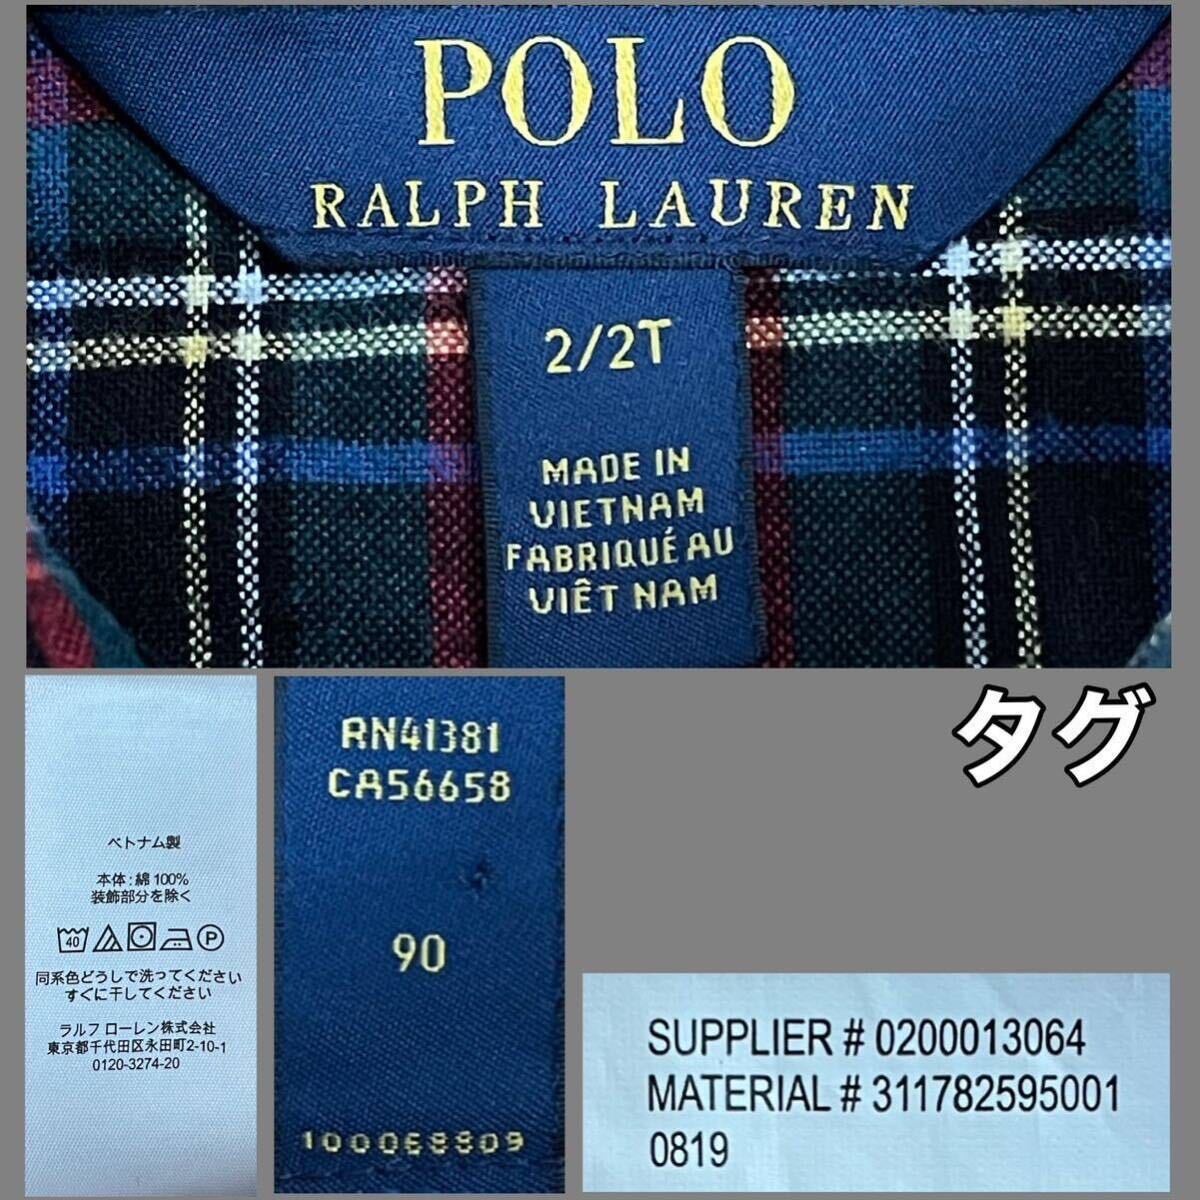 POLO
RALPH LAUREN
2/2T
MADE IN
VIETNAM
FABRIQUÉ AU
VIÊT NAM
タグ
ベトナム製
本体:綿 100%
装飾部分を除く
40
P
同系色どうしで洗ってください
すぐに干してください
ラルフ ローレン株式会社
東京都千代田区永田町2-10-1
0120-3274-20
RN41381
CA56658
90
100068809
SUPPLIER # 0200013064
MATERIAL # 311782595001
0819